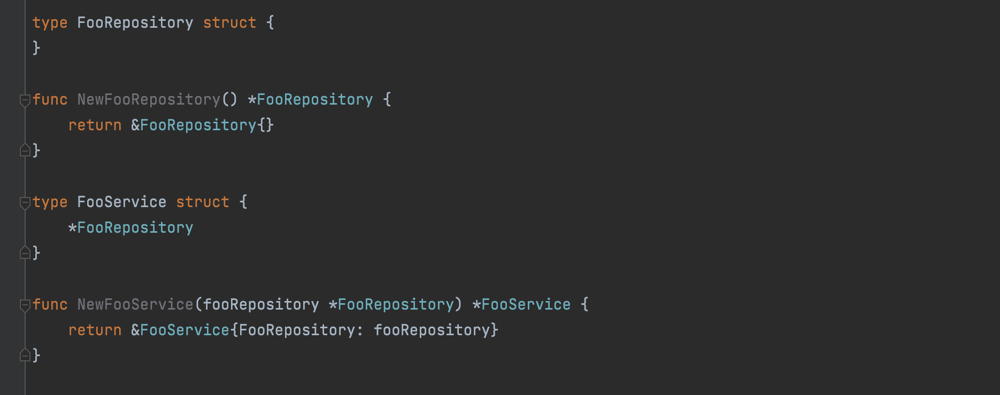 type FooRepository struct {
}
func NewFooRepository() *FooRepository {
    return &FooRepository{}
}
type FooService struct {
    *FooRepository
}
func NewFooService(fooRepository *FooRepository) *FooService {
    return &FooService{FooRepository: fooRepository}
}